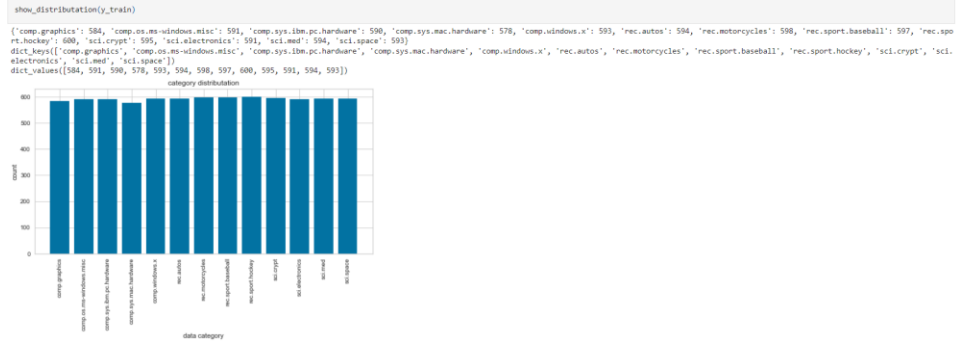 show_distributation(y_train)
{'comp.graphics': 584, 'comp.os.ms-windows.misc': 591, 'comp.sys.ibm.pc.hardware': 590, 'comp.sys.mac.hardware': 578, 'comp.windows.x': 593, 'rec.autos': 594, 'rec.motorcycles': 598, 'rec.sport.baseball': 597, 'rec.spo
rt.hockey': 600, 'sci.crypt': 595, 'sci.electronics': 591, 'sci.med': 594, 'sci.space': 593}
dict_keys(['comp.graphics', 'comp.os.ms-windows.misc', 'comp.sys.ibm.pc.hardware', 'comp.sys.mac.hardware', 'comp.windows.x', 'rec.autos', 'rec.motorcycles', 'rec.sport.baseball', 'rec.sport.hockey', 'sci.crypt', 'sci.
electronics', 'sci.med', 'sci.space'])
dict_values([584, 591, 590, 578, 593, 594, 598, 597, 600, 595, 591, 594, 593])
category distributation
600
500
400
300
200
100
0
count
comp.graphics
comp.os.ms-windows.misc
comp.sys.ibm.pc.hardware
comp.sys.mac.hardware
comp.windows.x
rec.autos
rec.motorcycles
rec.sport.baseball
rec.sport.hockey
sci.crypt
sci.electronics
sci.med
sci.space
data category